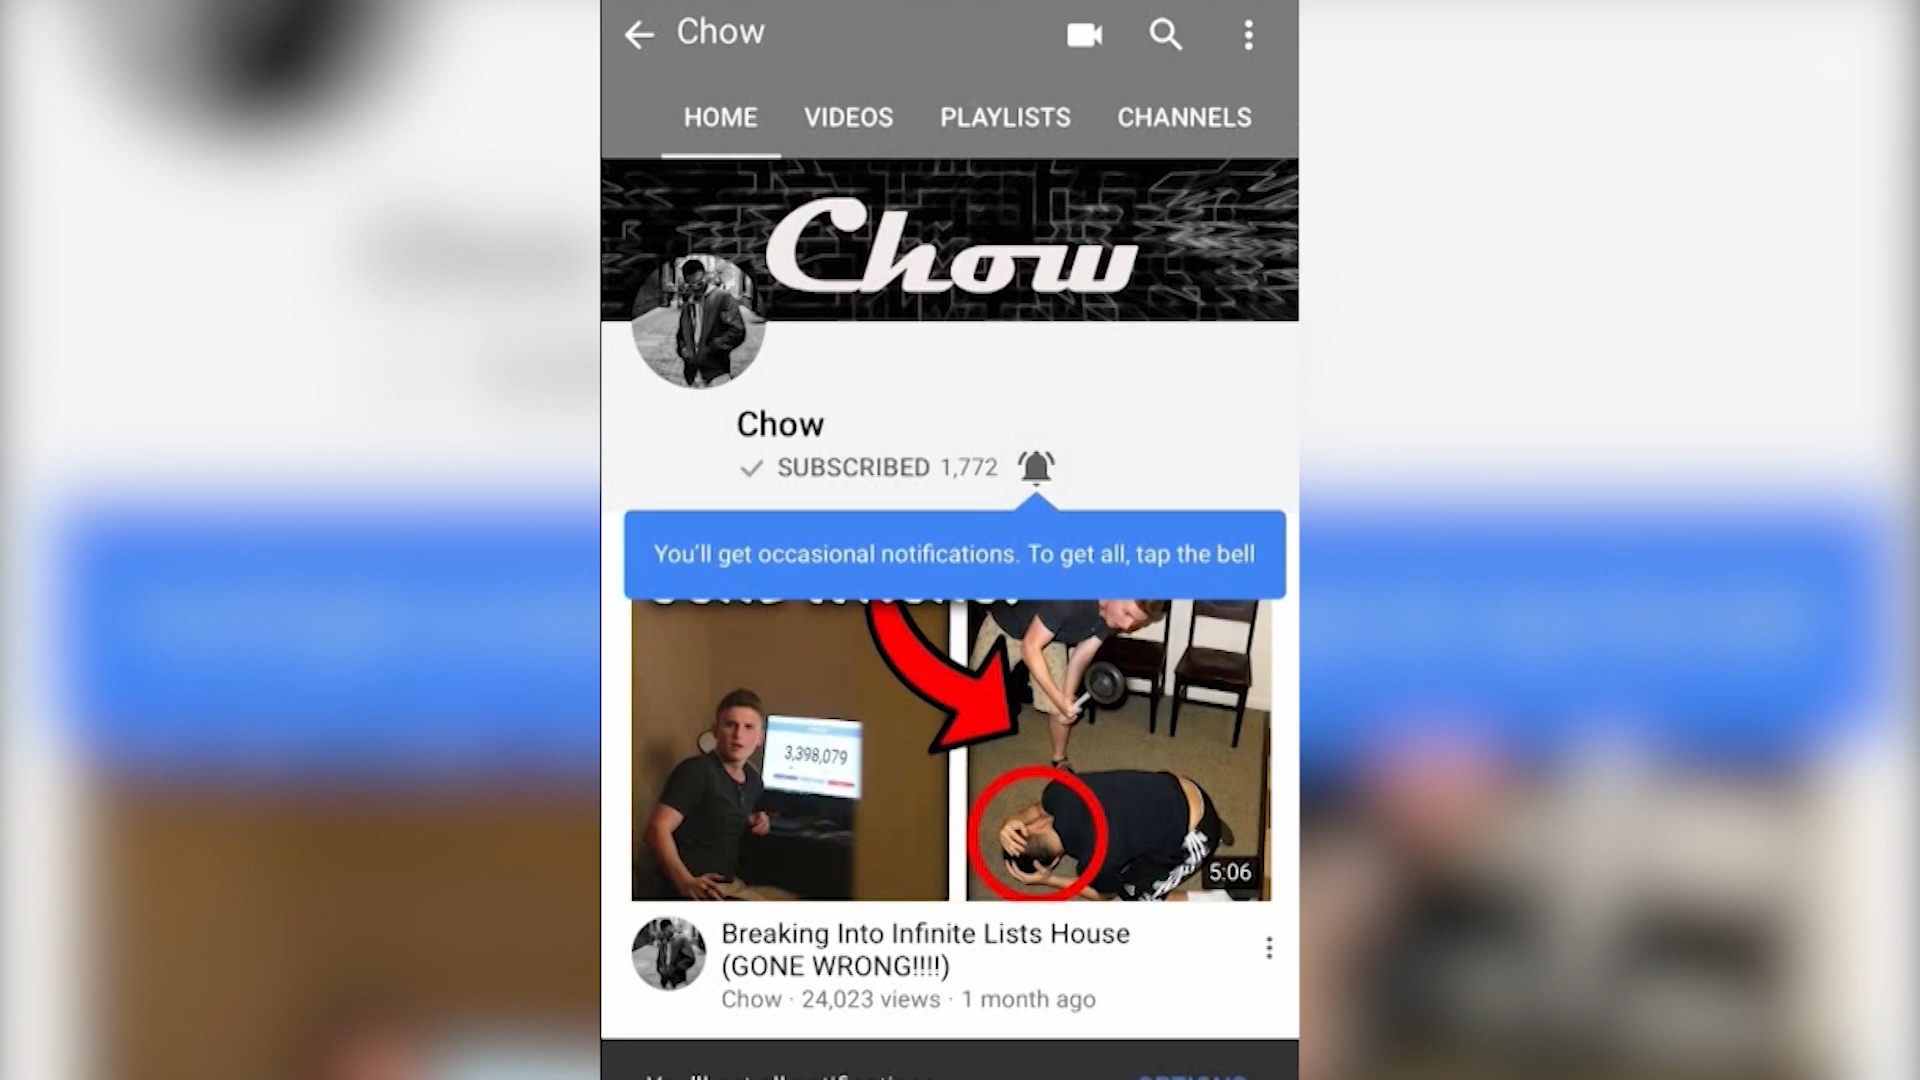 Chow
HOME VIDEOS PLAYLISTS CHANNELS
Chow
Chow
SUBSCRIBED 1,772
You'll get occasional notifications. To get all, tap the bell
3,398,079
5:06
Breaking Into Infinite Lists House
(GONE WRONG!!!!)
Chow · 24,023 views · 1 month ago